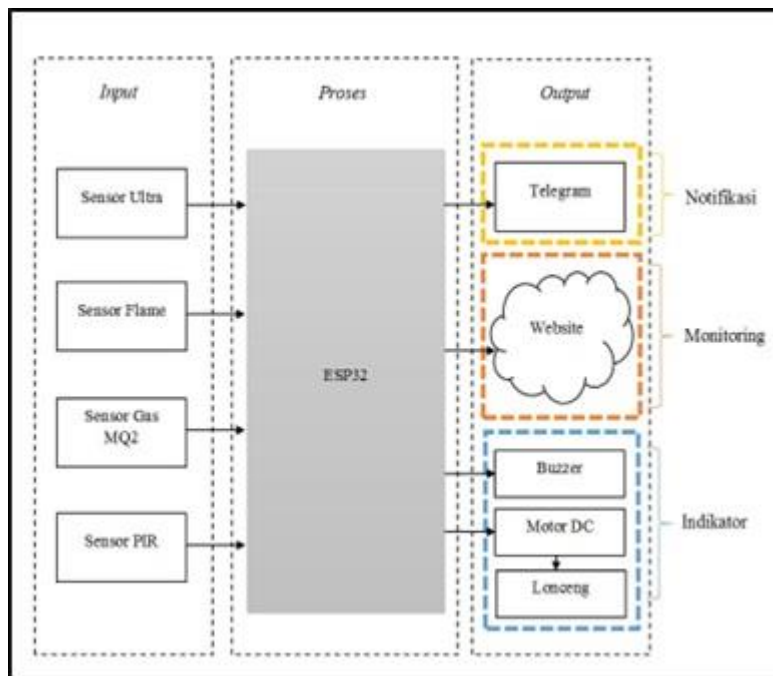 Input
Proses
Output
Sensor Ultra
Sensor Flame
Sensor Gas
MQ2
Sensor PIR
ESP32
Telegram
Notifikasi
Website
Monitoring
Buzzer
Motor DC
Lonceng
Indikator